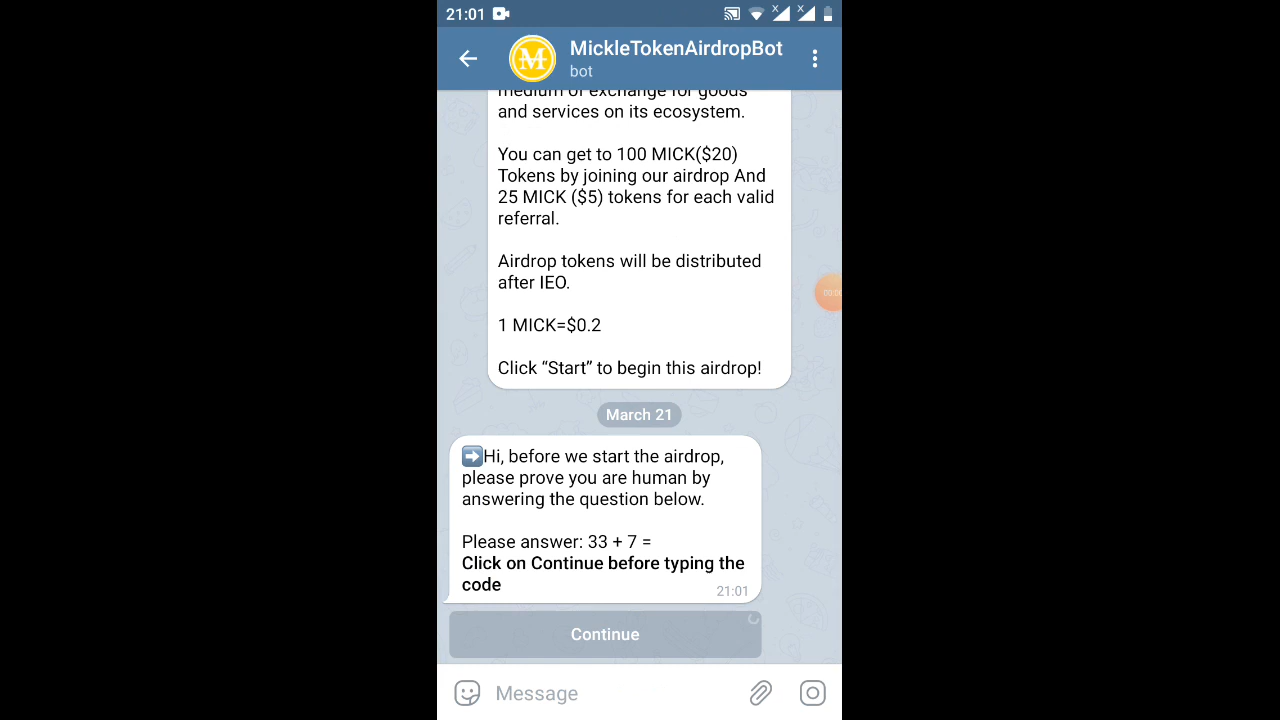 21:01
MickleTokenAirdropBot
bot
medium of exchange for goods
and services on its ecosystem.
You can get to 100 MICK($20)
Tokens by joining our airdrop And
25 MICK ($5) tokens for each valid
referral.
Airdrop tokens will be distributed
after IEO.
1 MICK=$0.2
Click “Start” to begin this airdrop!
March 21
➡️Hi, before we start the airdrop,
please prove you are human by
answering the question below.
Please answer: 33 + 7 =
Click on Continue before typing the
code
21:01
Continue
Message